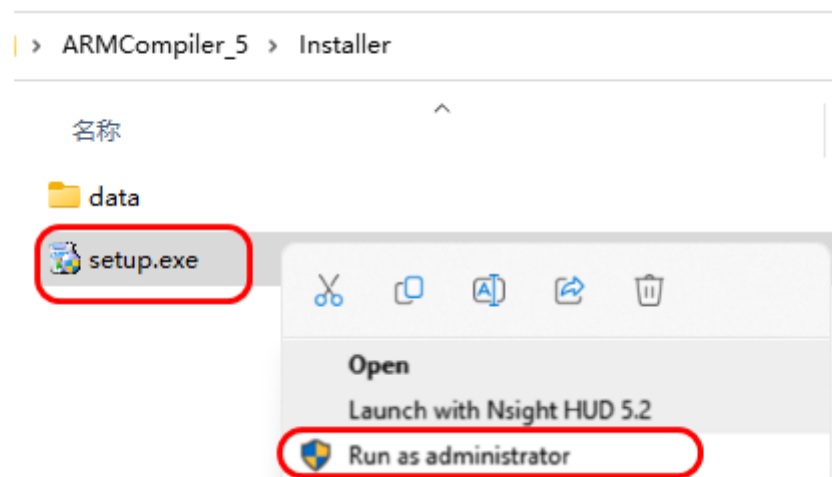 > ARMCompiler_5 > Installer
名称
data
setup.exe
Open
Launch with Nsight HUD 5.2
Run as administrator